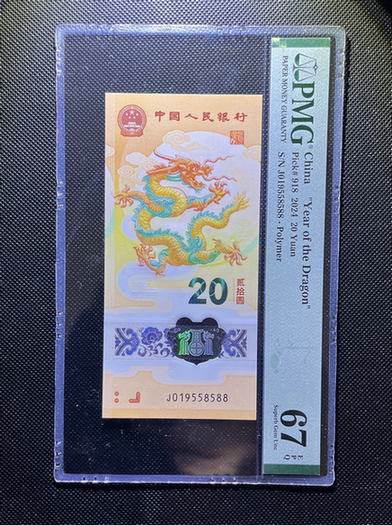 中国人民银行
20
贰拾圆
J019558588
PMG
PAPER MONEY GUARANTY
China "Year of the Dragon"
Pick# 918 2024 20 Yuan
S/N J019558588 - Polymer
67 EPQ
Superb Gem Unc